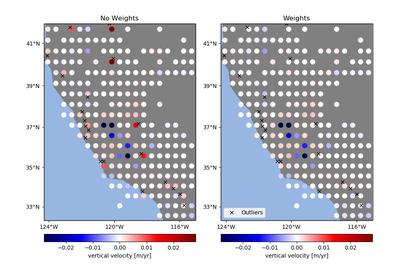 No Weights
Weights
41°N
39°N
37°N
35°N
33°N
41°N
39°N
37°N
35°N
33°N
× Outliers
124°W
120°W
116°W
124°W
120°W
116°W
−0.02
−0.01
0.00
0.01
0.02
−0.02
−0.01
0.00
0.01
0.02
vertical velocity [m/yr]
vertical velocity [m/yr]